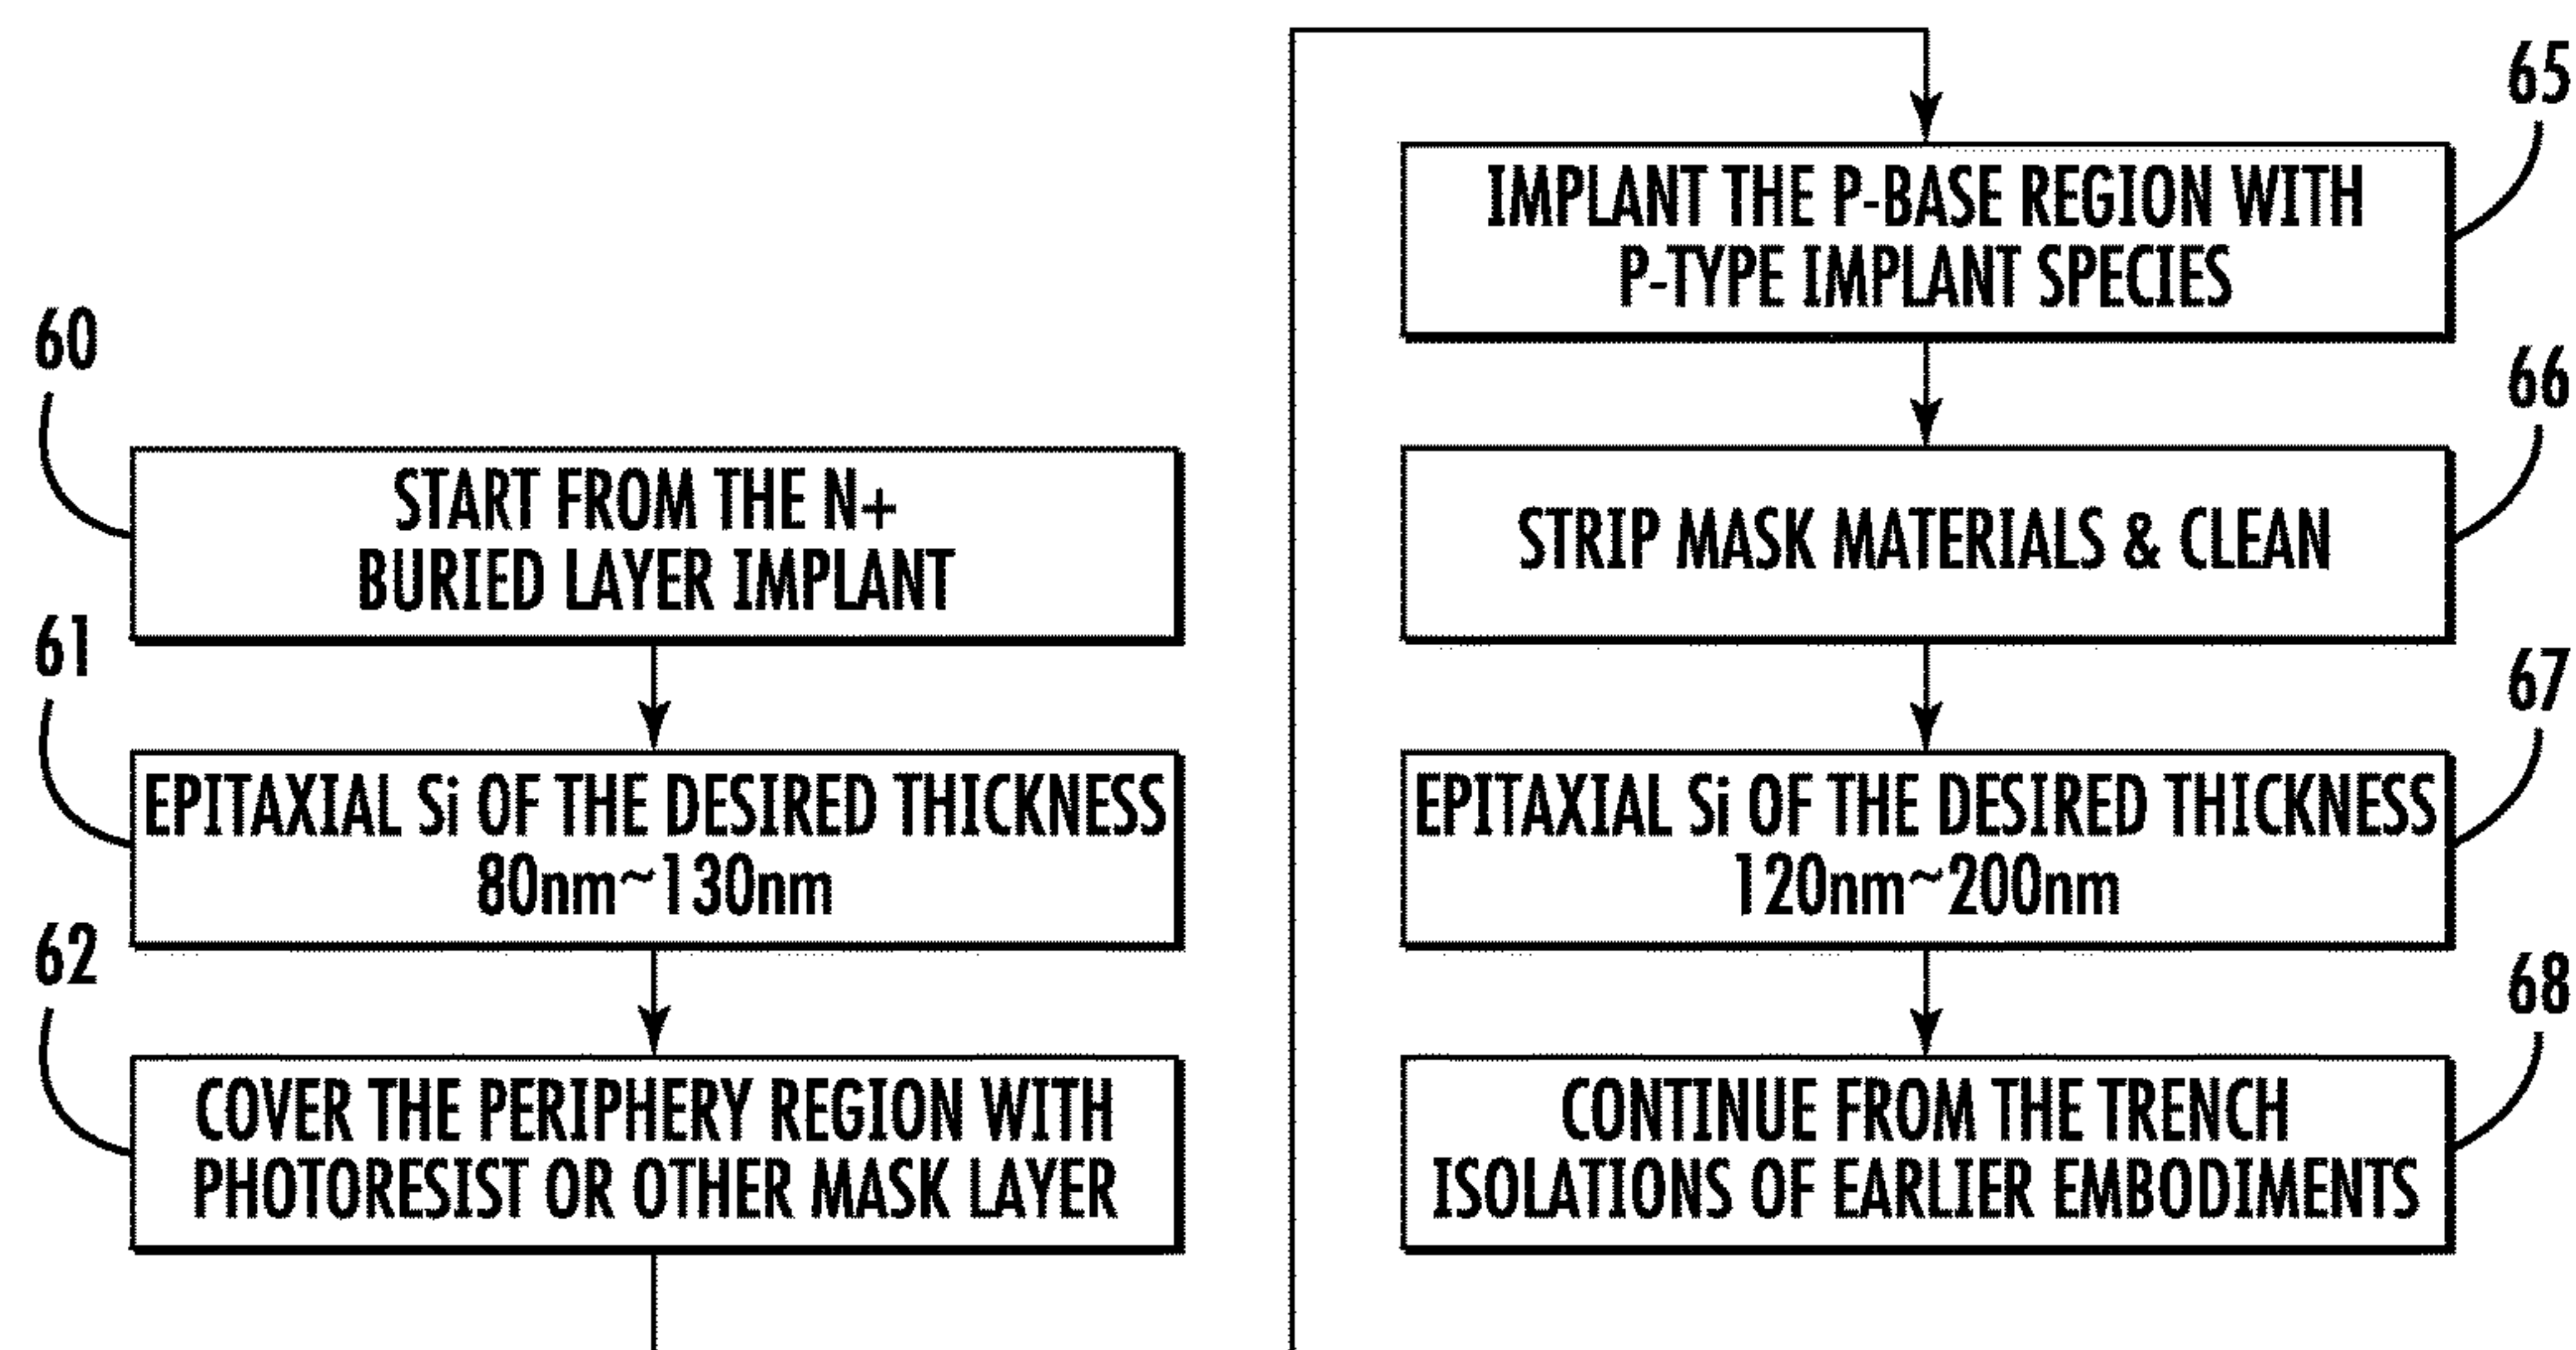 60
START FROM THE N+
BURIED LAYER IMPLANT
61
EPITAXIAL Si OF THE DESIRED THICKNESS
80nm~130nm
62
COVER THE PERIPHERY REGION WITH
PHOTORESIST OR OTHER MASK LAYER
65
IMPLANT THE P-BASE REGION WITH
P-TYPE IMPLANT SPECIES
66
STRIP MASK MATERIALS & CLEAN
67
EPITAXIAL Si OF THE DESIRED THICKNESS
120nm~200nm
68
CONTINUE FROM THE TRENCH
ISOLATIONS OF EARLIER EMBODIMENTS